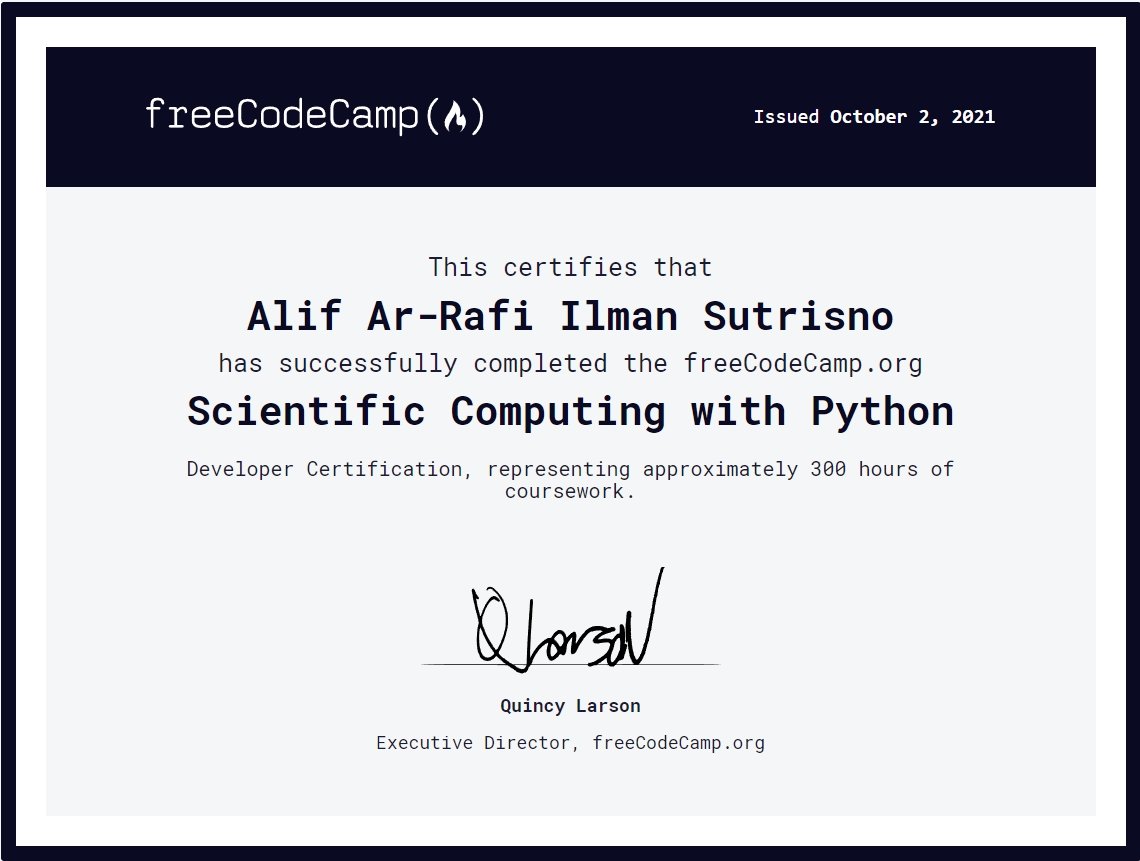 freeCodeCamp(🔥)
Issued October 2, 2021
This certifies that
Alif Ar-Rafi Ilman Sutrisno
has successfully completed the freeCodeCamp.org
Scientific Computing with Python
Developer Certification, representing approximately 300 hours of
coursework.
Q Larson
Quincy Larson
Executive Director, freeCodeCamp.org